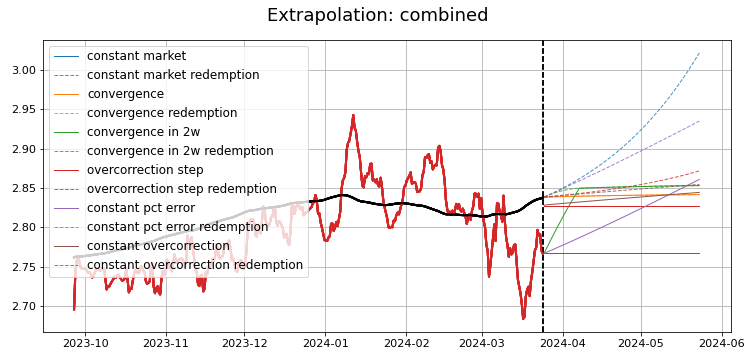 Extrapolation: combined
3.00
2.95
2.90
2.85
2.80
2.75
2.70
constant market
constant market redemption
convergence
convergence redemption
convergence in 2w
convergence in 2w redemption
overcorrection step
overcorrection step redemption
constant pct error
constant pct error redemption
constant overcorrection
constant overcorrection redemption
2023-10 2023-11 2023-12 2024-01 2024-02 2024-03 2024-04 2024-05 2024-06